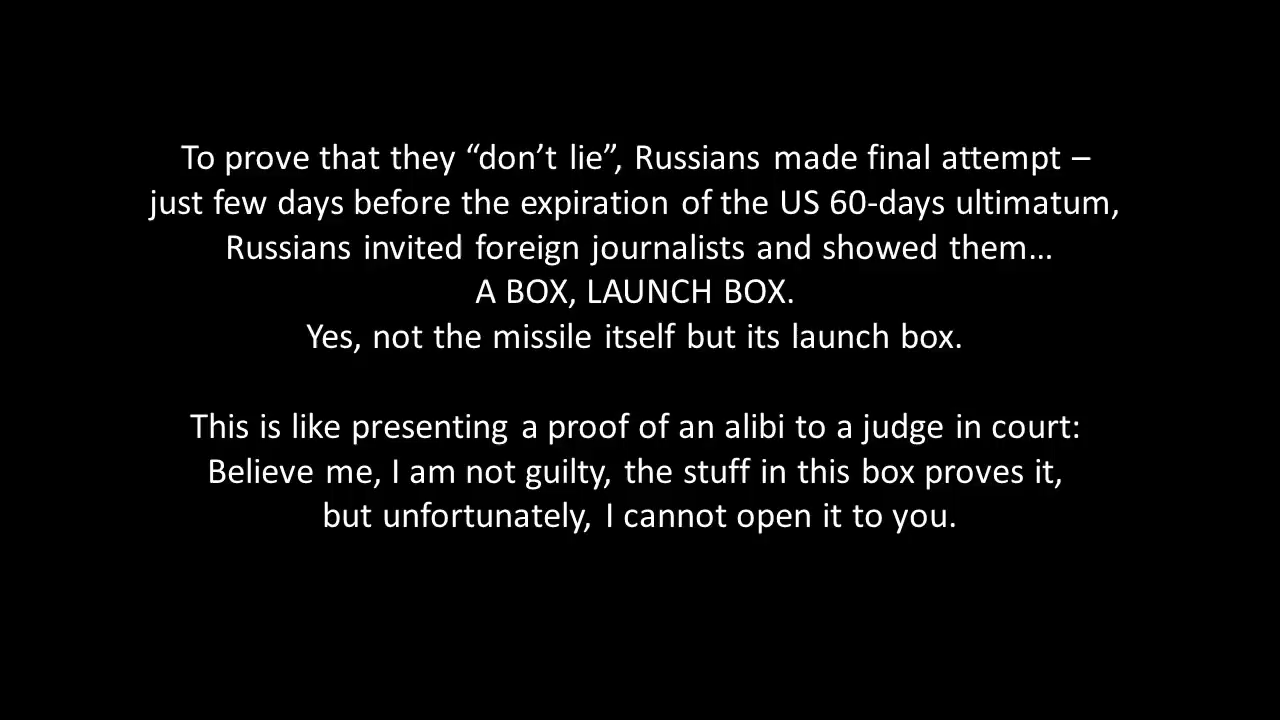 To prove that they “don’t lie”, Russians made final attempt –
just few days before the expiration of the US 60-days ultimatum,
Russians invited foreign journalists and showed them…
A BOX, LAUNCH BOX.
Yes, not the missile itself but its launch box.
This is like presenting a proof of an alibi to a judge in court:
Believe me, I am not guilty, the stuff in this box proves it,
but unfortunately, I cannot open it to you.